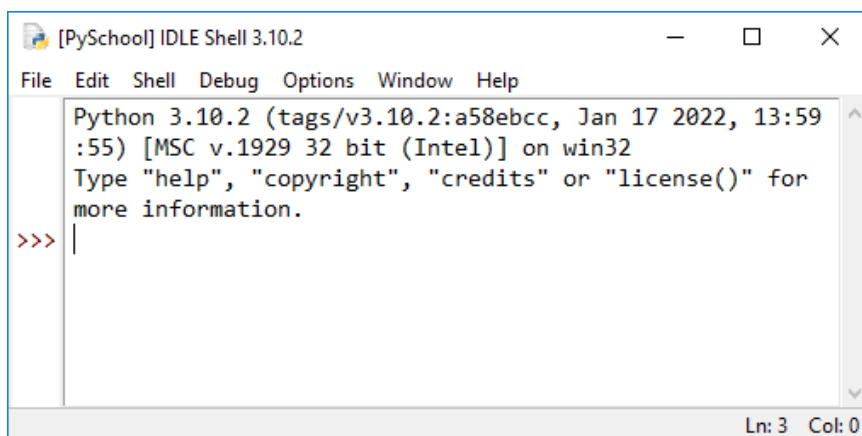 [PySchool] IDLE Shell 3.10.2
File Edit Shell Debug Options Window Help
Python 3.10.2 (tags/v3.10.2:a58ebcc, Jan 17 2022, 13:59
:55) [MSC v.1929 32 bit (Intel)] on win32
Type "help", "copyright", "credits" or "license()" for
more information.
>>>
Ln: 3 Col: 0